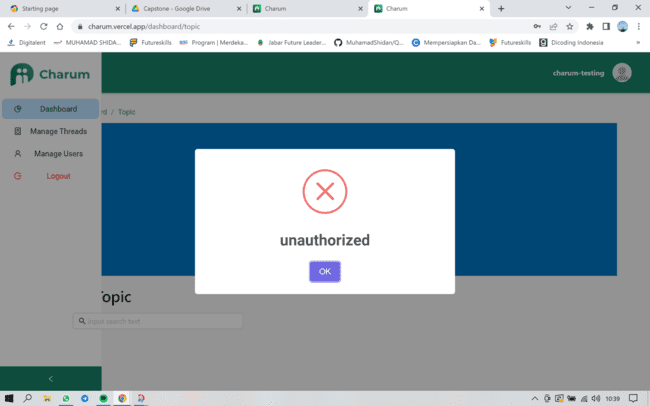 Starting page
Capstone - Google Drive
Charum
Charum
charum.vercel.app/dashboard/topic
Digitalent
MUHAMAD SHIDA...
Futureskills
Program | Merdeka...
Jabar Future Leader...
MuhamadShidan/Q...
Mempersiapkan Da...
Futureskills
Dicoding Indonesia
»
Charum
charum-testing
Dashboard
rd / Topic
Manage Threads
Manage Users
Logout
unauthorized
OK
Topic
input search text
10:39